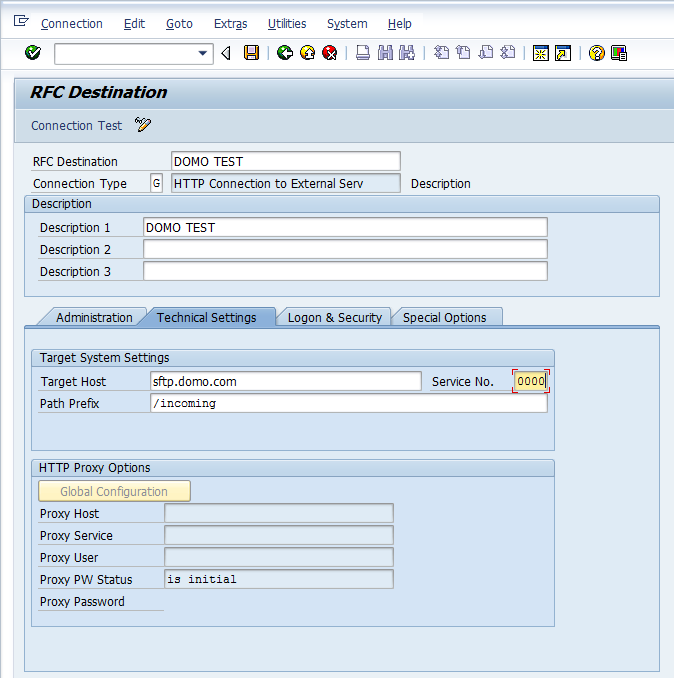 Connection Edit Goto Extras Utilities System Help
RFC Destination
Connection Test
RFC Destination DOMO TEST
Connection Type G HTTP Connection to External Serv Description
Description
Description 1 DOMO TEST
Description 2
Description 3
Administration Technical Settings Logon & Security Special Options
Target System Settings
Target Host sftp.domo.com Service No. 0000
Path Prefix /incoming
HTTP Proxy Options
Global Configuration
Proxy Host
Proxy Service
Proxy User
Proxy PW Status is initial
Proxy Password